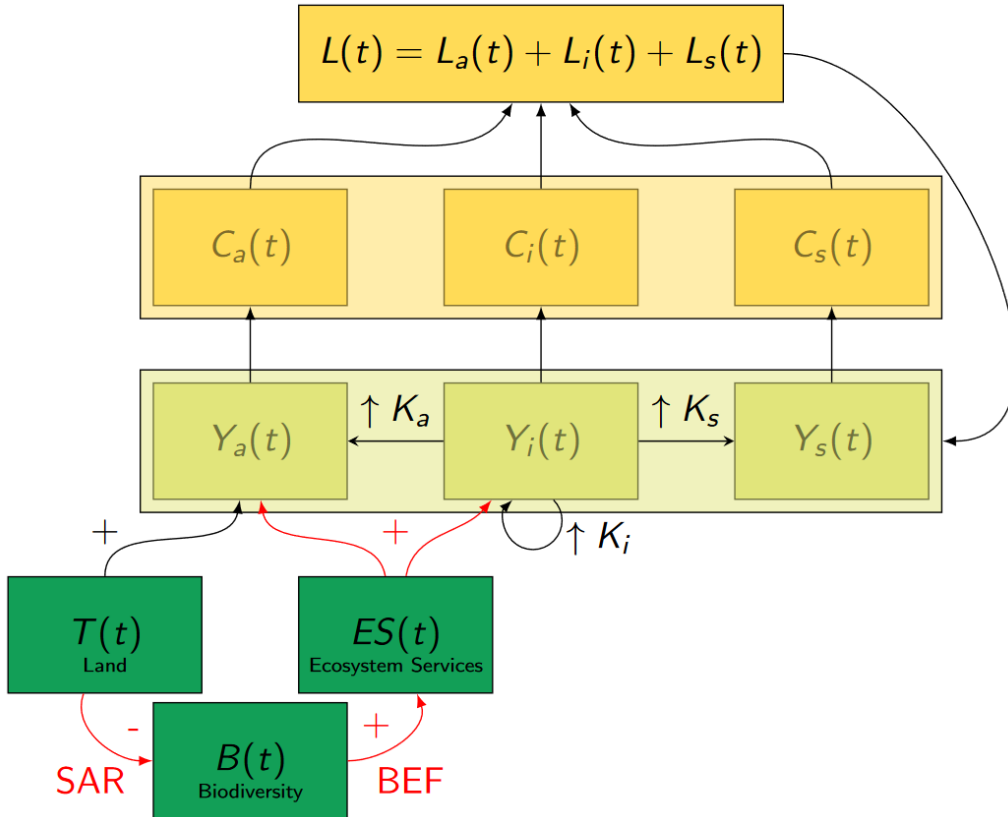 L(t) = L_a(t) + L_i(t) + L_s(t)
C_a(t) C_i(t) C_s(t)
↑ K_a ↑ K_s
Y_a(t) Y_i(t) Y_s(t)
+ +
↑ K_i
T(t) ES(t)
Land Ecosystem Services
- +
B(t)
SAR BEF
Biodiversity